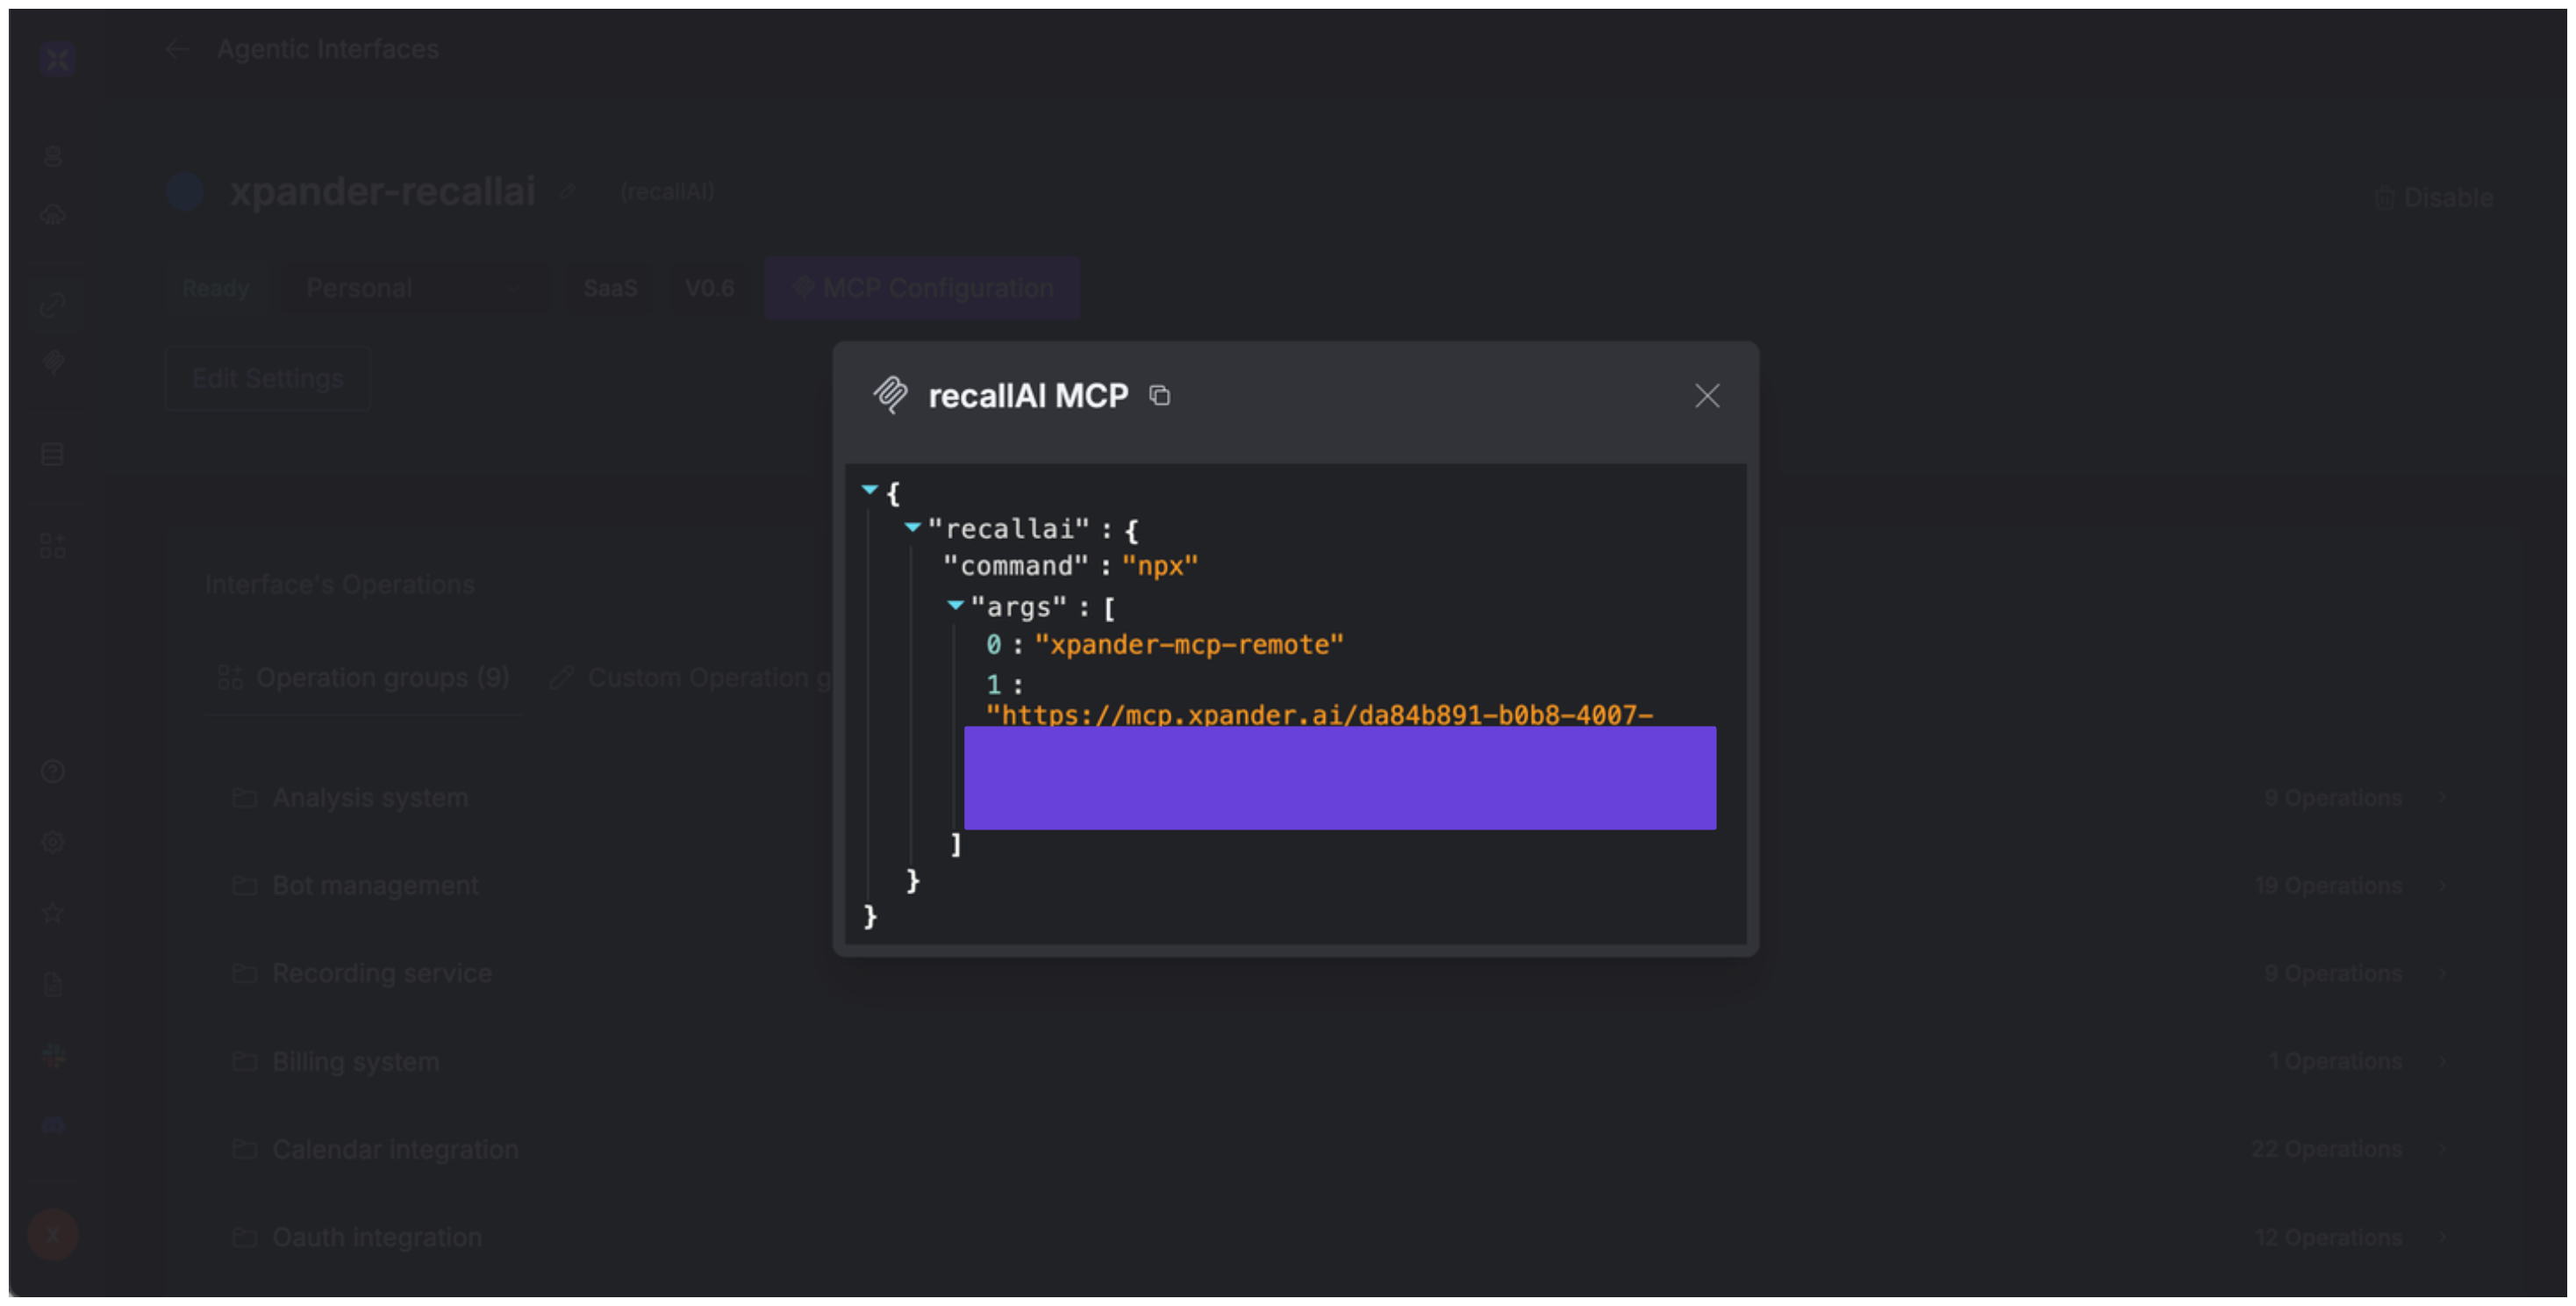 Agentic Interfaces
xpander-recallai (recallAI)
Disable
Ready Personal SaaS V0.6 MCP Configuration
Edit Settings
recallAI MCP
{
"recallai" : {
"command" : "npx"
"args" : [
0 : "xpander-mcp-remote"
1 :
"https://mcp.xpander.ai/da84b891-b0b8-4007-
]
}
}
Interface's Operations
Operation groups (9) Custom Operation g
Analysis system 9 Operations
Bot management 19 Operations
Recording service 9 Operations
Billing system 1 Operations
Calendar integration 22 Operations
Oauth integration 12 Operations
X